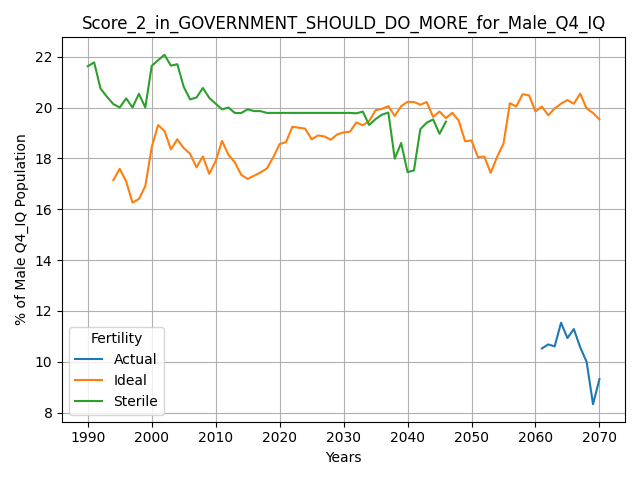 Score_2_in_GOVERNMENT_SHOULD_DO_MORE_for_Male_Q4_IQ
% of Male Q4_IQ Population
22
20
18
16
14
12
10
8
Fertility
Actual
Ideal
Sterile
1990 2000 2010 2020 2030 2040 2050 2060 2070
Years